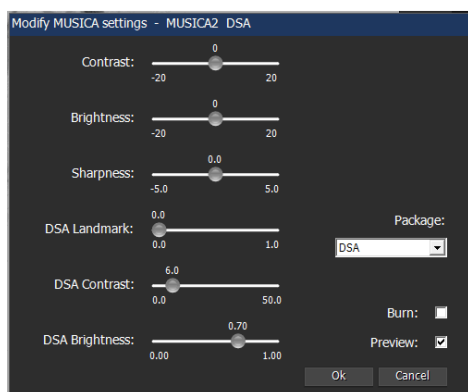 Modify MUSICA settings - MUSICA2 DSA
Contrast:
0
-20 20
Brightness:
0
-20 20
Sharpness:
0.0
-5.0 5.0
DSA Landmark:
0.0
0.0 1.0
DSA Contrast:
6.0
0.0 50.0
DSA Brightness:
0.70
0.00 1.00
Package:
DSA
Burn:
Preview:
Ok Cancel